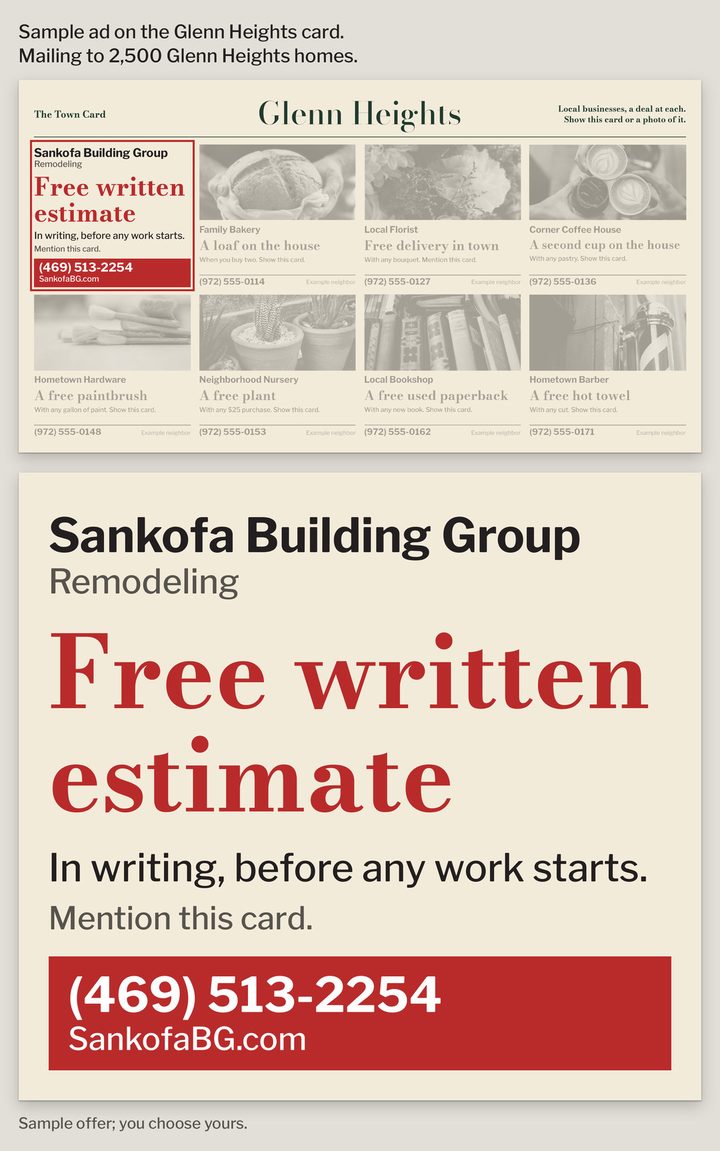 Sample ad on the Glenn Heights card.
Mailing to 2,500 Glenn Heights homes.
The Town Card
Glenn Heights
Local businesses, a deal at each.
Show this card or a photo of it.
Sankofa Building Group
Remodeling
Free written
estimate
In writing, before any work starts.
Mention this card.
(469) 513-2254
SankofaBG.com
Family Bakery
A loaf on the house
When you buy two. Show this card.
(972) 555-0114
Example neighbor
Local Florist
Free delivery in town
With any bouquet. Mention this card.
(972) 555-0127
Example neighbor
Corner Coffee House
A second cup on the house
With any pastry. Show this card.
(972) 555-0136
Example neighbor
Hometown Hardware
A free paintbrush
With any gallon of paint. Show this card.
(972) 555-0148
Example neighbor
Neighborhood Nursery
A free plant
With any $25 purchase. Show this card.
(972) 555-0153
Example neighbor
Local Bookshop
A free used paperback
With any new book. Show this card.
(972) 555-0162
Example neighbor
Hometown Barber
A free hot towel
With any cut. Show this card.
(972) 555-0171
Example neighbor
Sankofa Building Group
Remodeling
Free written
estimate
In writing, before any work starts.
Mention this card.
(469) 513-2254
SankofaBG.com
Sample offer; you choose yours.